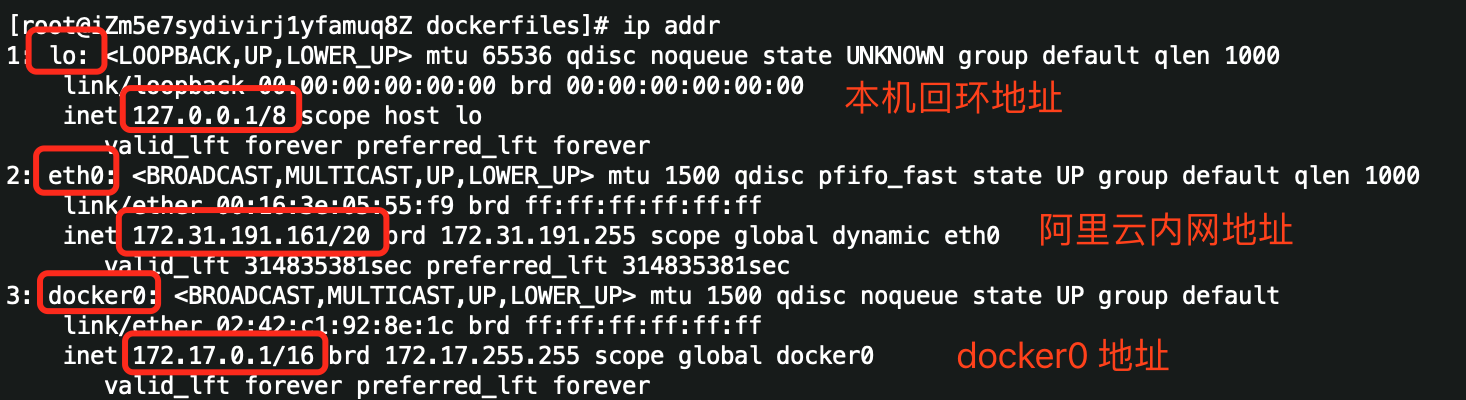 [root@iZm5e7sydivirj1yfamuq8Z dockerfiles]# ip addr
1: lo: <LOOPBACK,UP,LOWER_UP> mtu 65536 qdisc noqueue state UNKNOWN group default qlen 1000
link/loopback 00:00:00:00:00:00 brd 00:00:00:00:00:00
本机回环地址
inet 127.0.0.1/8 scope host lo
valid_lft forever preferred_lft forever
2: eth0: <BROADCAST,MULTICAST,UP,LOWER_UP> mtu 1500 qdisc pfifo_fast state UP group default qlen 1000
link/ether 00:16:3e:05:55:f9 brd ff:ff:ff:ff:ff:ff
inet 172.31.191.161/20 brd 172.31.191.255 scope global dynamic eth0
阿里云内网地址
valid_lft 314835381sec preferred_lft 314835381sec
3: docker0: <BROADCAST,MULTICAST,UP,LOWER_UP> mtu 1500 qdisc noqueue state UP group default
link/ether 02:42:c1:92:8e:1c brd ff:ff:ff:ff:ff:ff
inet 172.17.0.1/16 brd 172.17.255.255 scope global docker0
docker0 地址
valid_lft forever preferred_lft forever